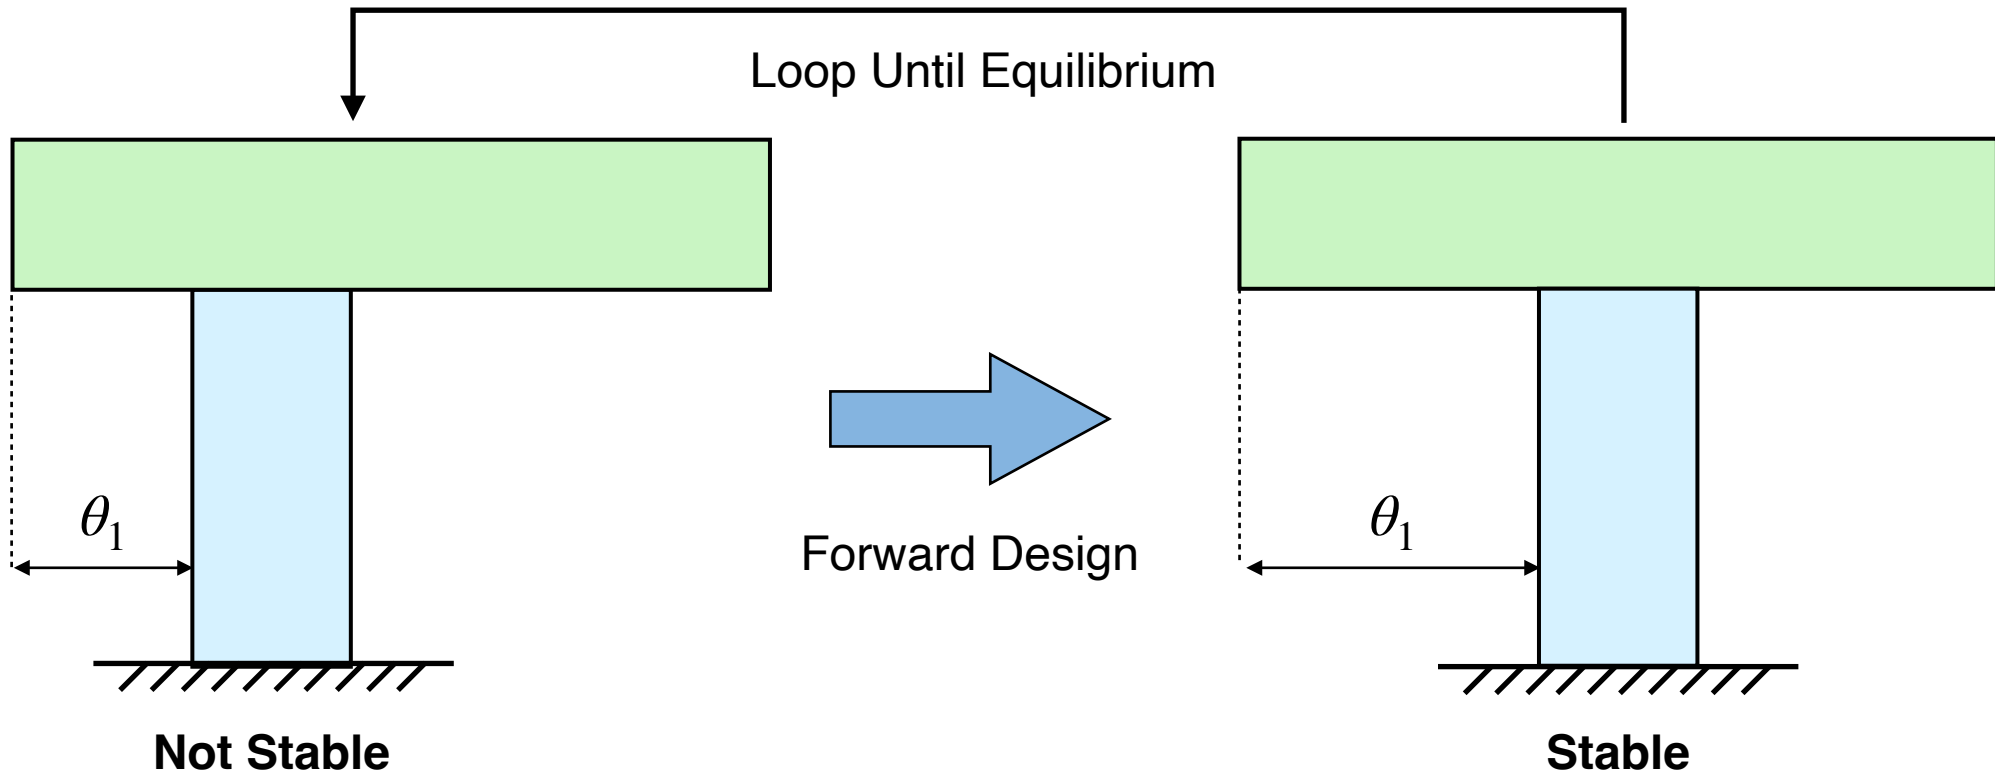 Loop Until Equilibrium
θ₁
θ₁
Forward Design
Not Stable
Stable